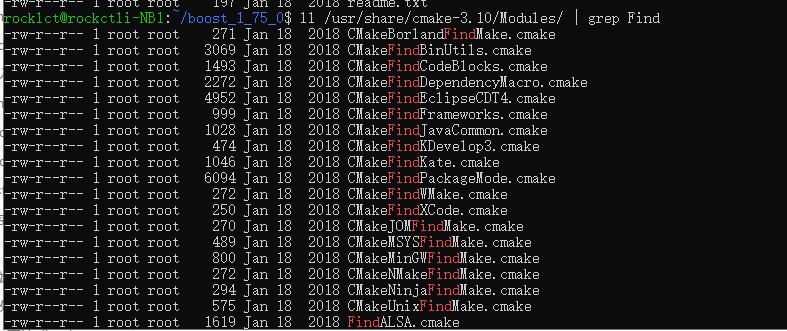 197 Jan 18  2018 readme.txt
rocklct@rockctli-NB1:~/boost_1_75_0$ ll /usr/share/cmake-3.10/Modules/ | grep Find
-rw-r--r-- 1 root root   271 Jan 18  2018 CMakeBorlandFindMake.cmake
-rw-r--r-- 1 root root  3069 Jan 18  2018 CMakeFindBinUtils.cmake
-rw-r--r-- 1 root root  1493 Jan 18  2018 CMakeFindCodeBlocks.cmake
-rw-r--r-- 1 root root  2272 Jan 18  2018 CMakeFindDependencyMacro.cmake
-rw-r--r-- 1 root root  4952 Jan 18  2018 CMakeFindEclipseCDT4.cmake
-rw-r--r-- 1 root root   999 Jan 18  2018 CMakeFindFrameworks.cmake
-rw-r--r-- 1 root root  1028 Jan 18  2018 CMakeFindJavaCommon.cmake
-rw-r--r-- 1 root root   474 Jan 18  2018 CMakeFindKDevelop3.cmake
-rw-r--r-- 1 root root  1046 Jan 18  2018 CMakeFindKate.cmake
-rw-r--r-- 1 root root  6094 Jan 18  2018 CMakeFindPackageMode.cmake
-rw-r--r-- 1 root root   272 Jan 18  2018 CMakeFindWMake.cmake
-rw-r--r-- 1 root root   250 Jan 18  2018 CMakeFindXCode.cmake
-rw-r--r-- 1 root root   270 Jan 18  2018 CMakeJOMFindMake.cmake
-rw-r--r-- 1 root root   489 Jan 18  2018 CMakeMSYSFindMake.cmake
-rw-r--r-- 1 root root   800 Jan 18  2018 CMakeMinGWFindMake.cmake
-rw-r--r-- 1 root root   272 Jan 18  2018 CMakeNMakeFindMake.cmake
-rw-r--r-- 1 root root   294 Jan 18  2018 CMakeNinjaFindMake.cmake
-rw-r--r-- 1 root root   575 Jan 18  2018 CMakeUnixFindMake.cmake
-rw-r--r-- 1 root root  1619 Jan 18  2018 FindALSA.cmake